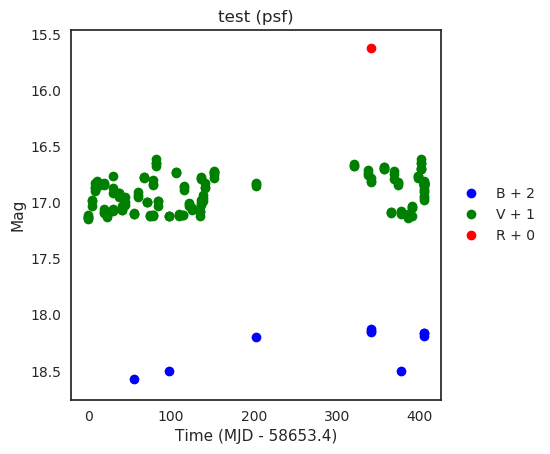 test (psf)
15.5
16.0
16.5
17.0
17.5
18.0
18.5
Mag
0
100
200
300
400
Time (MJD - 58653.4)
B + 2
V + 1
R + 0